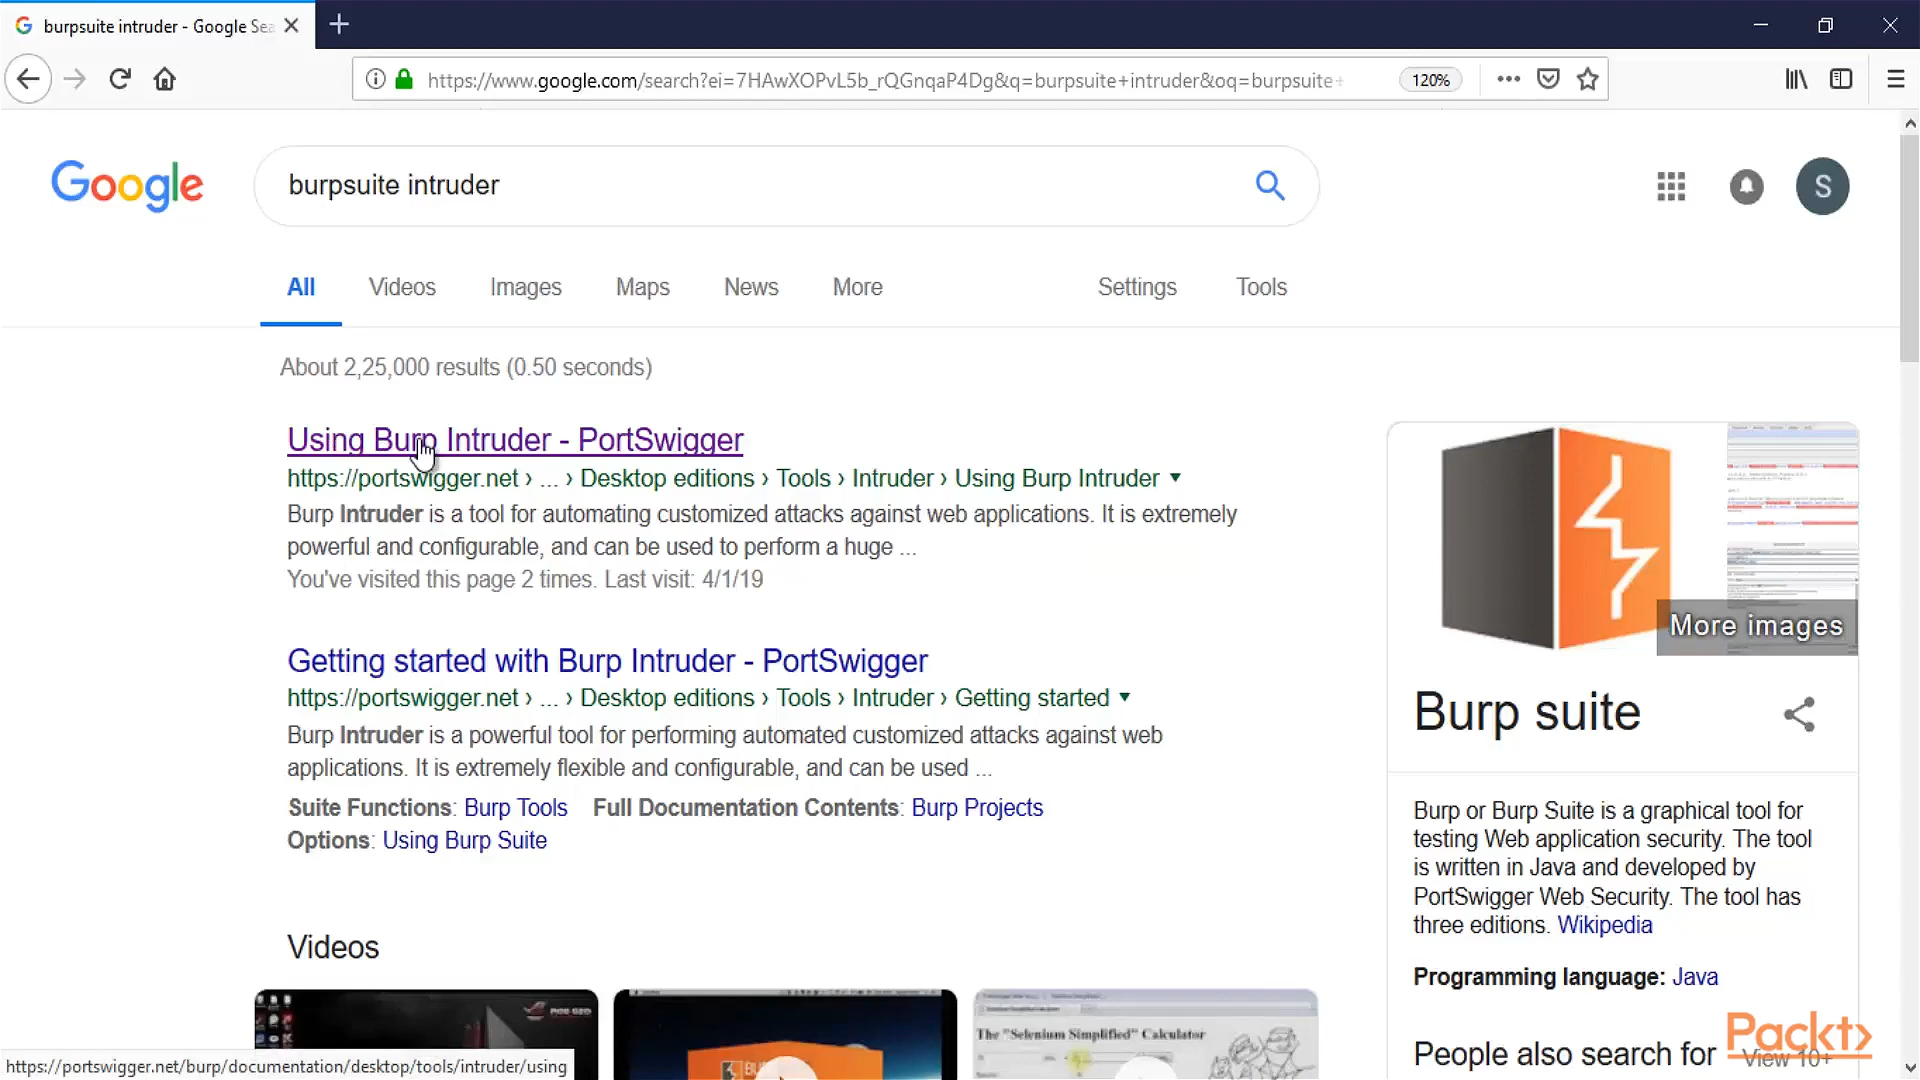 burpsuite intruder - Google Sea
https://www.google.com/search?ei=7HAwXOPvL5b_rQGnqaP4Dg&q=burpsuite+intruder&oq=burpsuite+
120%
Google
burpsuite intruder
S
All
Videos
Images
Maps
News
More
Settings
Tools
About 2,25,000 results (0.50 seconds)
Using Burp Intruder - PortSwigger
https://portswigger.net › ... › Desktop editions › Tools › Intruder › Using Burp Intruder
Burp Intruder is a tool for automating customized attacks against web applications. It is extremely
powerful and configurable, and can be used to perform a huge ...
You've visited this page 2 times. Last visit: 4/1/19
Getting started with Burp Intruder - PortSwigger
https://portswigger.net › ... › Desktop editions › Tools › Intruder › Getting started
Burp Intruder is a powerful tool for performing automated customized attacks against web
applications. It is extremely flexible and configurable, and can be used ...
Suite Functions: Burp Tools Full Documentation Contents: Burp Projects
Options: Using Burp Suite
Videos
The "Selenium Simplified" Calculator
https://portswigger.net/burp/documentation/desktop/tools/intruder/using
More images
Burp suite
Burp or Burp Suite is a graphical tool for
testing Web application security. The tool
is written in Java and developed by
PortSwigger Web Security. The tool has
three editions. Wikipedia
Programming language: Java
People also search for
View 10+
Packt>